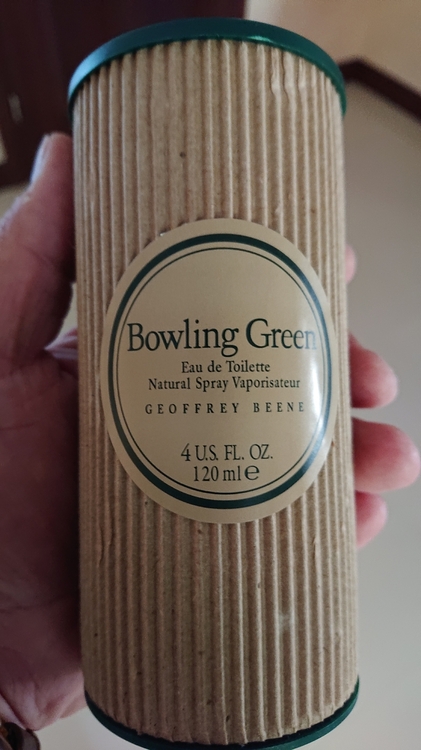 Bowling Green
Eau de Toilette
Natural Spray Vaporisateur
GEOFFREY BEENE
4 U.S. FL. OZ.
120 ml ℮